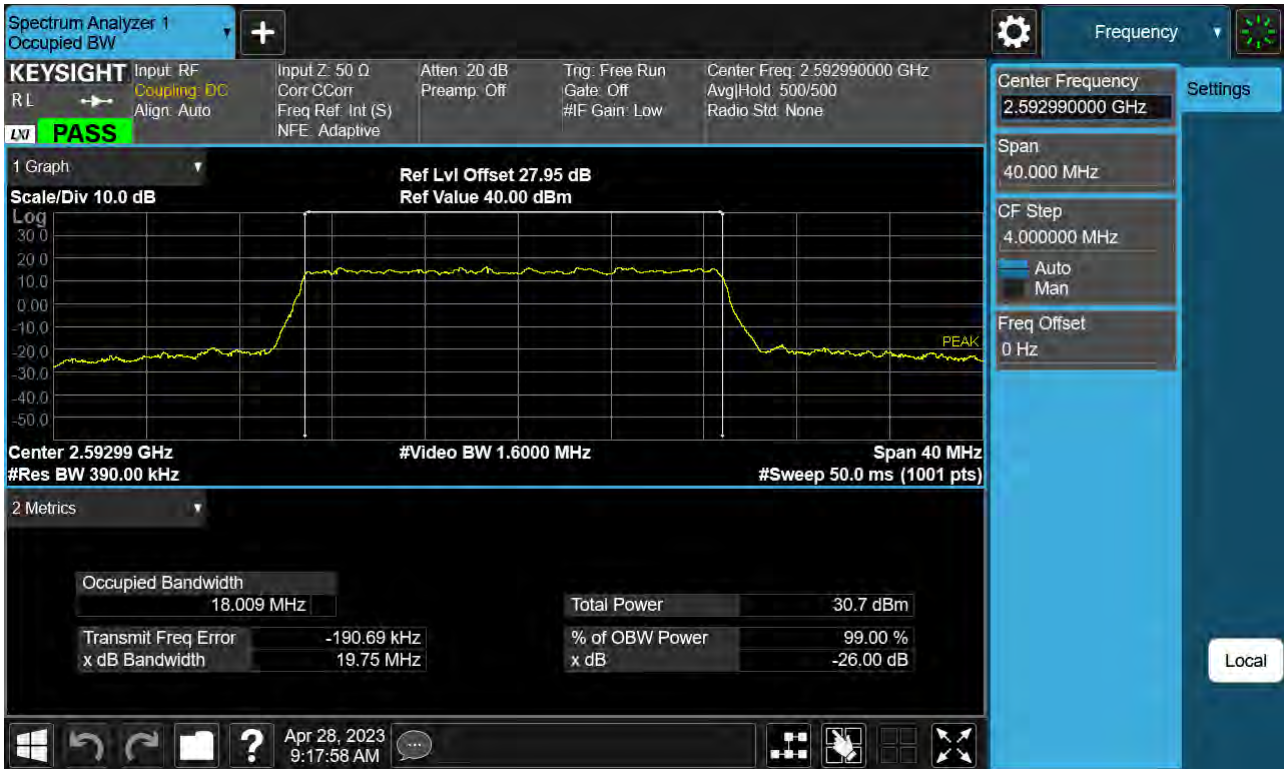 Spectrum Analyzer 1
Occupied BW
Frequency
KEYSIGHT
R L
LXI
PASS
Input: RF
Coupling: DC
Align: Auto
Input Z: 50 Ω
Corr CCorr
Freq Ref: Int (S)
NFE: Adaptive
Atten: 20 dB
Preamp: Off
Trig: Free Run
Gate: Off
#IF Gain: Low
Center Freq: 2.592990000 GHz
Avg|Hold: 500/500
Radio Std: None
1 Graph
Scale/Div 10.0 dB
Ref Lvl Offset 27.95 dB
Ref Value 40.00 dBm
Log
30.0
20.0
10.0
0.00
-10.0
-20.0
-30.0
-40.0
-50.0
PEAK
Center 2.59299 GHz
#Video BW 1.6000 MHz
Span 40 MHz
#Res BW 390.00 kHz
#Sweep 50.0 ms (1001 pts)
2 Metrics
Occupied Bandwidth
18.009 MHz
Transmit Freq Error -190.69 kHz
x dB Bandwidth 19.75 MHz
Total Power 30.7 dBm
% of OBW Power 99.00 %
x dB -26.00 dB
Apr 28, 2023
9:17:58 AM
Center Frequency
2.592990000 GHz
Span
40.000 MHz
CF Step
4.000000 MHz
Auto
Man
Freq Offset
0 Hz
Settings
Local